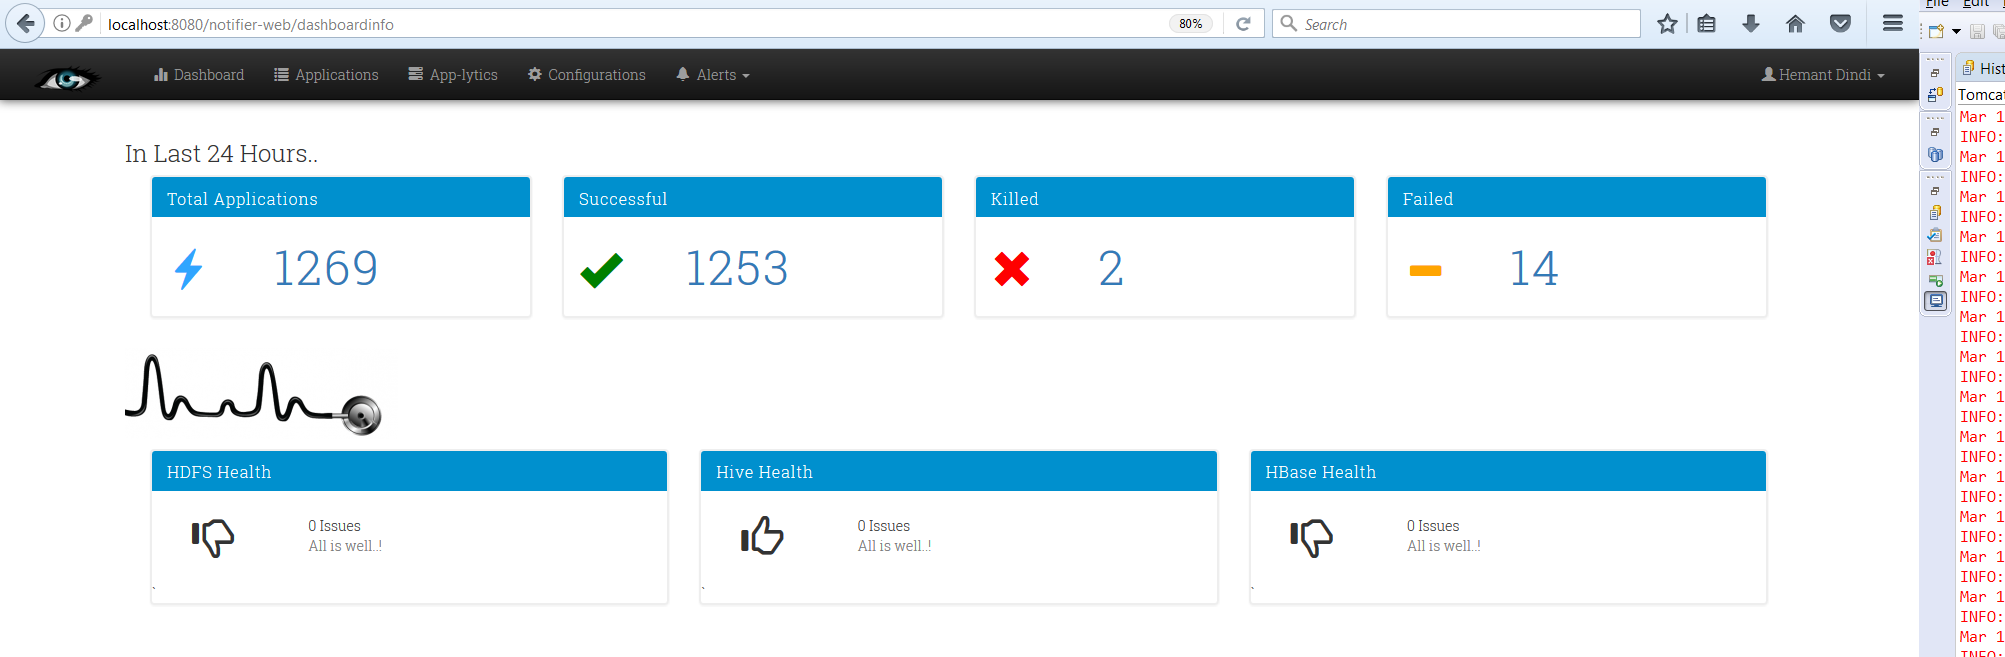 localhost:8080/notifier-web/dashboardinfo
80%
Search
File Edit
Dashboard
Applications
App-lytics
Configurations
Alerts
Hemant Dindi
Hist
Tomcat
In Last 24 Hours..
Total Applications
1269
Successful
1253
Killed
2
Failed
14
HDFS Health
0 Issues
All is well..!
`
Hive Health
0 Issues
All is well..!
`
HBase Health
0 Issues
All is well..!
`
Mar 1
INFO:
Mar 1
INFO:
Mar 1
INFO:
Mar 1
INFO:
Mar 1
INFO:
Mar 1
INFO:
Mar 1
INFO:
Mar 1
INFO:
Mar 1
INFO:
Mar 1
INFO:
Mar 1
INFO:
Mar 1
INFO:
Mar 1
INFO:
Mar 1
INFO: